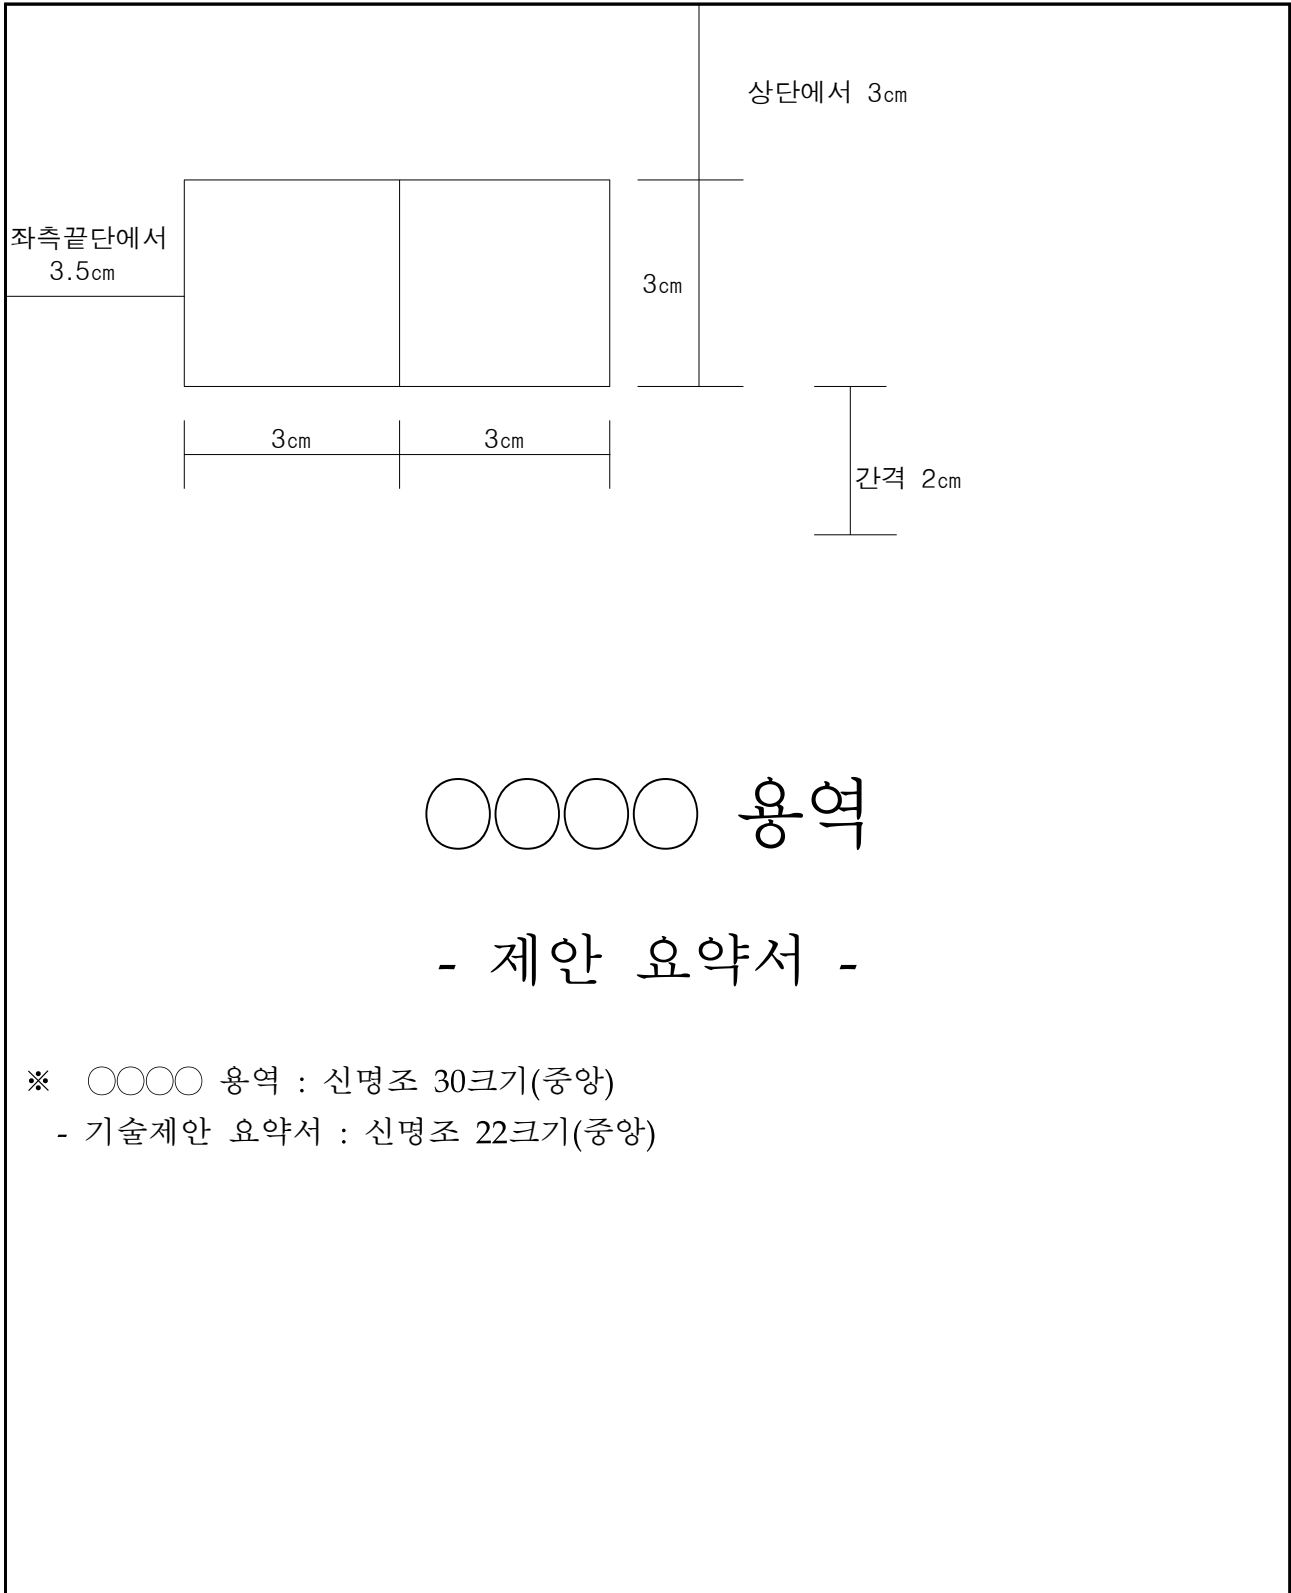 상단에서 3㎝
좌측끝단에서
3.5㎝
3㎝
3㎝ 3㎝
간격 2㎝
○○○○ 용역
- 제안 요약서 -
※ ○○○○ 용역 : 신명조 30크기(중앙)
- 기술제안 요약서 : 신명조 22크기(중앙)